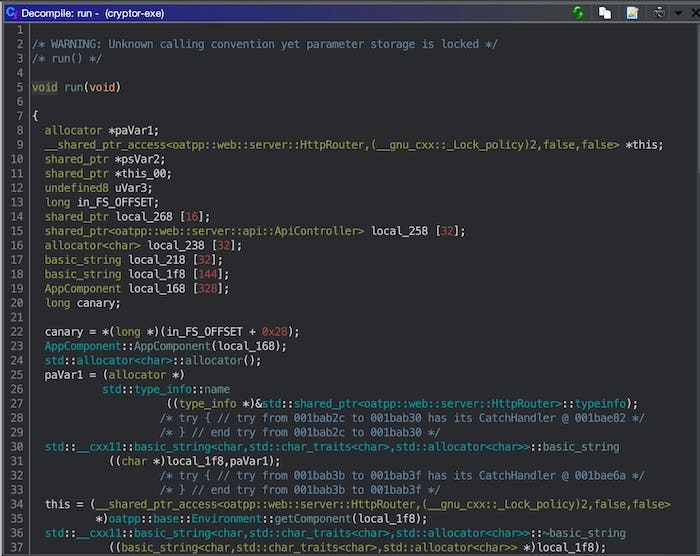 Decompile: run - (cryptor-exe)
1
2 /* WARNING: Unknown calling convention yet parameter storage is locked */
3 /* run() */
4
5 void run(void)
6
7 {
8 allocator *paVar1;
9 __shared_ptr_access<oatpp::web::server::HttpRouter,(__gnu_cxx::_Lock_policy)2,false,false> *this;
10 shared_ptr *psVar2;
11 shared_ptr *this_00;
12 undefined8 uVar3;
13 long in_FS_OFFSET;
14 shared_ptr local_268 [16];
15 shared_ptr<oatpp::web::server::api::ApiController> local_258 [32];
16 allocator<char> local_238 [32];
17 basic_string local_218 [32];
18 basic_string local_1f8 [144];
19 AppComponent local_168 [328];
20 long canary;
21
22 canary = *(long *)(in_FS_OFFSET + 0x28);
23 AppComponent::AppComponent(local_168);
24 std::allocator<char>::allocator();
25 paVar1 = (allocator *)
26 std::type_info::name
27 ((type_info *)&std::shared_ptr<oatpp::web::server::HttpRouter>::typeinfo);
28 /* try { // try from 001bab2c to 001bab30 has its CatchHandler @ 001bae82 */
29 /* } // end try from 001bab2c to 001bab30 */
30 std::__cxx11::basic_string<char,std::char_traits<char>,std::allocator<char>>::basic_string
31 ((char *)local_1f8,paVar1);
32 /* try { // try from 001bab3b to 001bab3f has its CatchHandler @ 001bae6a */
33 /* } // end try from 001bab3b to 001bab3f */
34 this = (__shared_ptr_access<oatpp::web::server::HttpRouter,(__gnu_cxx::_Lock_policy)2,false,false>
35 *)oatpp::base::Environment::getComponent(local_1f8);
36 std::__cxx11::basic_string<char,std::char_traits<char>,std::allocator<char>>::~basic_string
37 ((basic_string<char,std::char_traits<char>,std::allocator<char>> *)local_1f8);